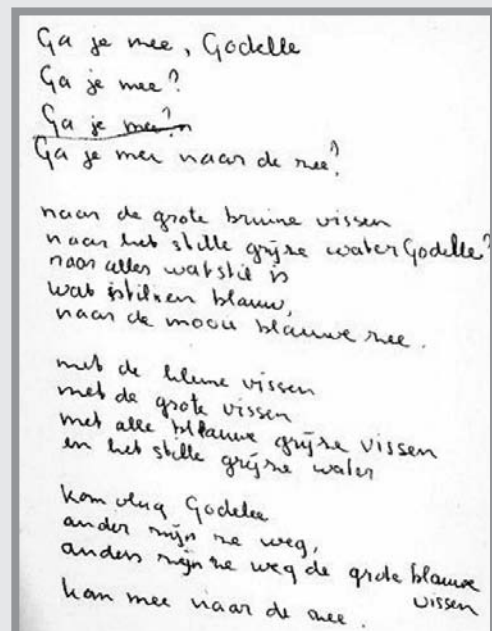 Ga je mee, Godelle
Ga je mee?
Ga je mee?
Ga je mee naar de zee?
naar de grote bruine vissen
naar het stille grijze water Godelle?
naar alles wat stil is
wat en blauw,
naar de mooie blauwe zee.
met de kleine vissen
met de grote vissen
met alle blauwe grijze vissen
en het stille grijze water
kom vlug Godelee
ander zijn ze weg,
anders zijn ze weg de grote blauwe
vissen
kom mee naar de zee.